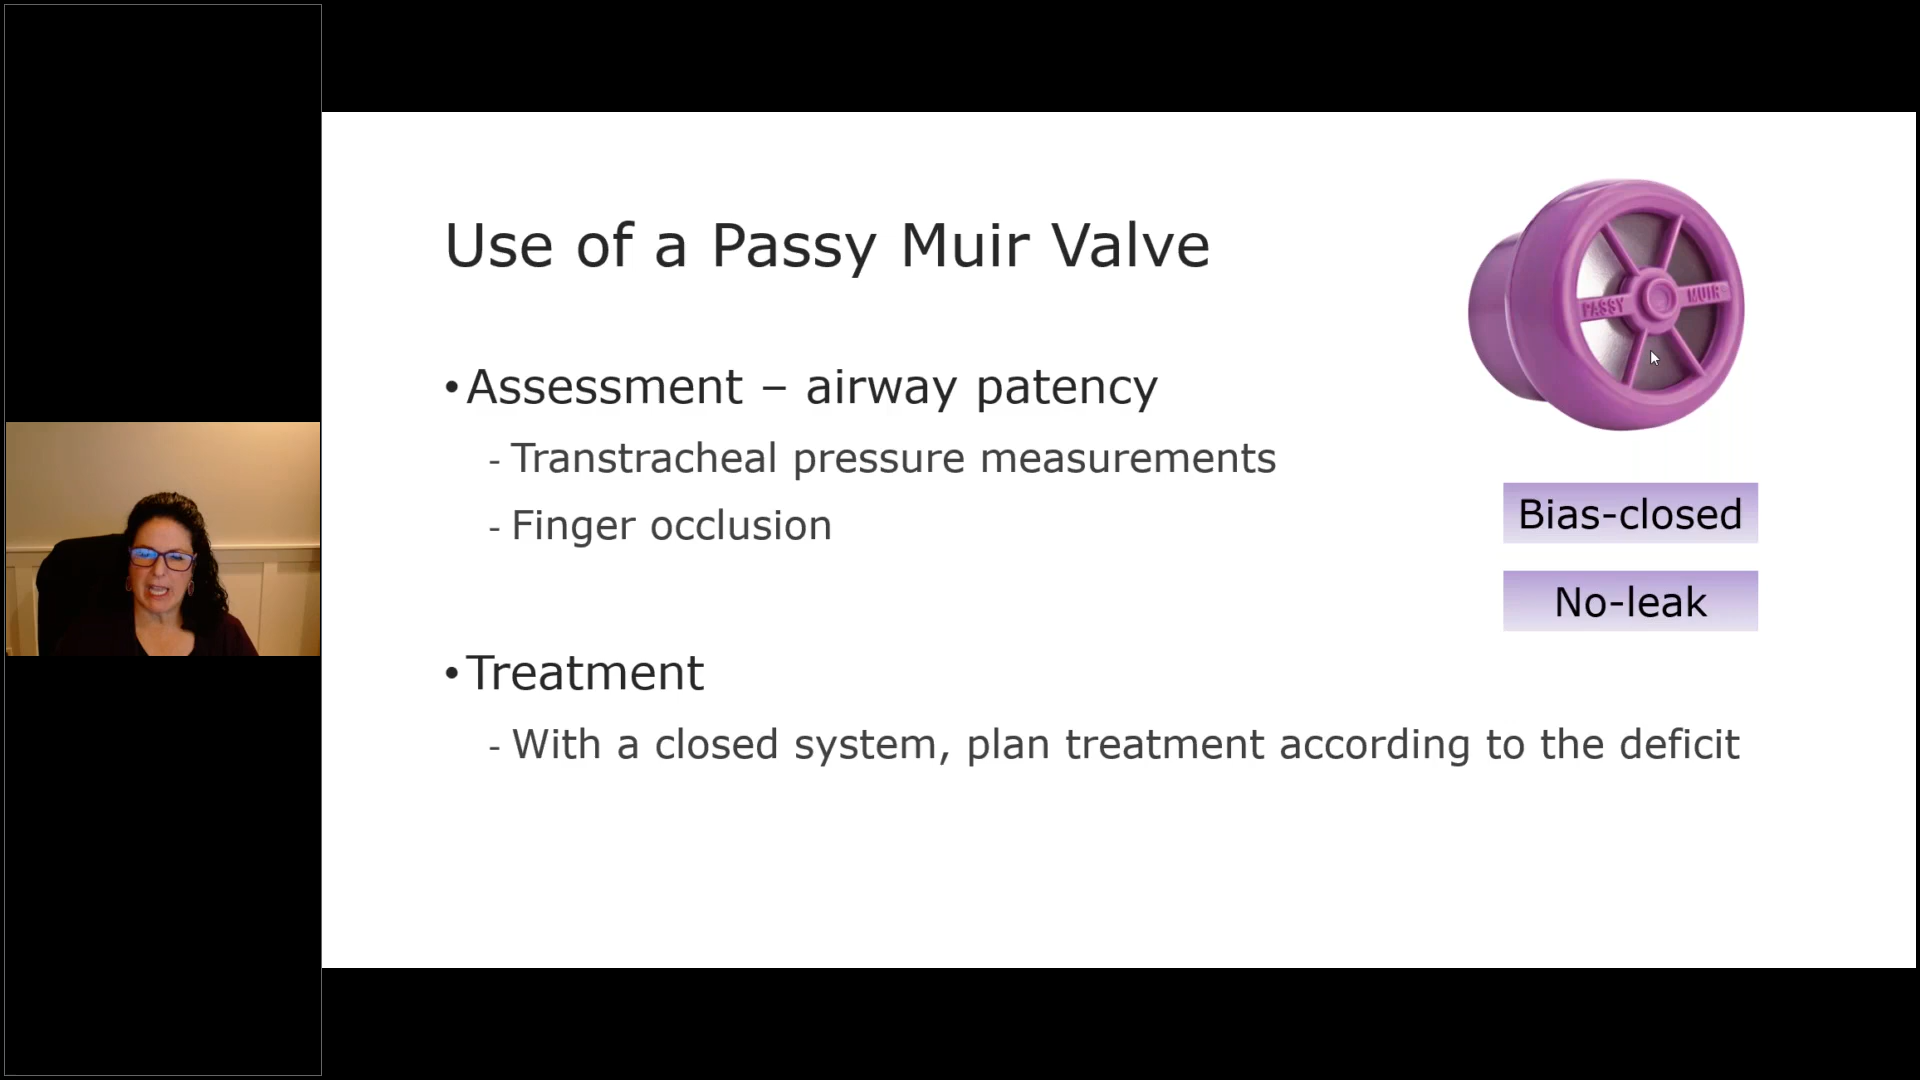 Use of a Passy Muir Valve
PASSY MUIR
•Assessment – airway patency
- Transtracheal pressure measurements
- Finger occlusion
Bias-closed
No-leak
•Treatment
- With a closed system, plan treatment according to the deficit